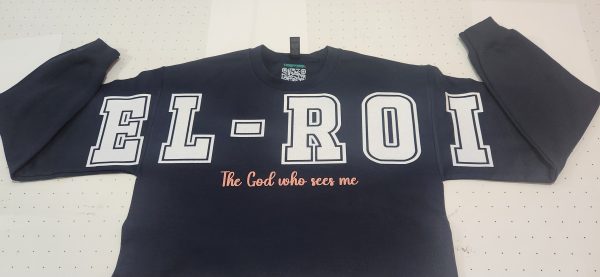 EL-ROI
The God who sees me